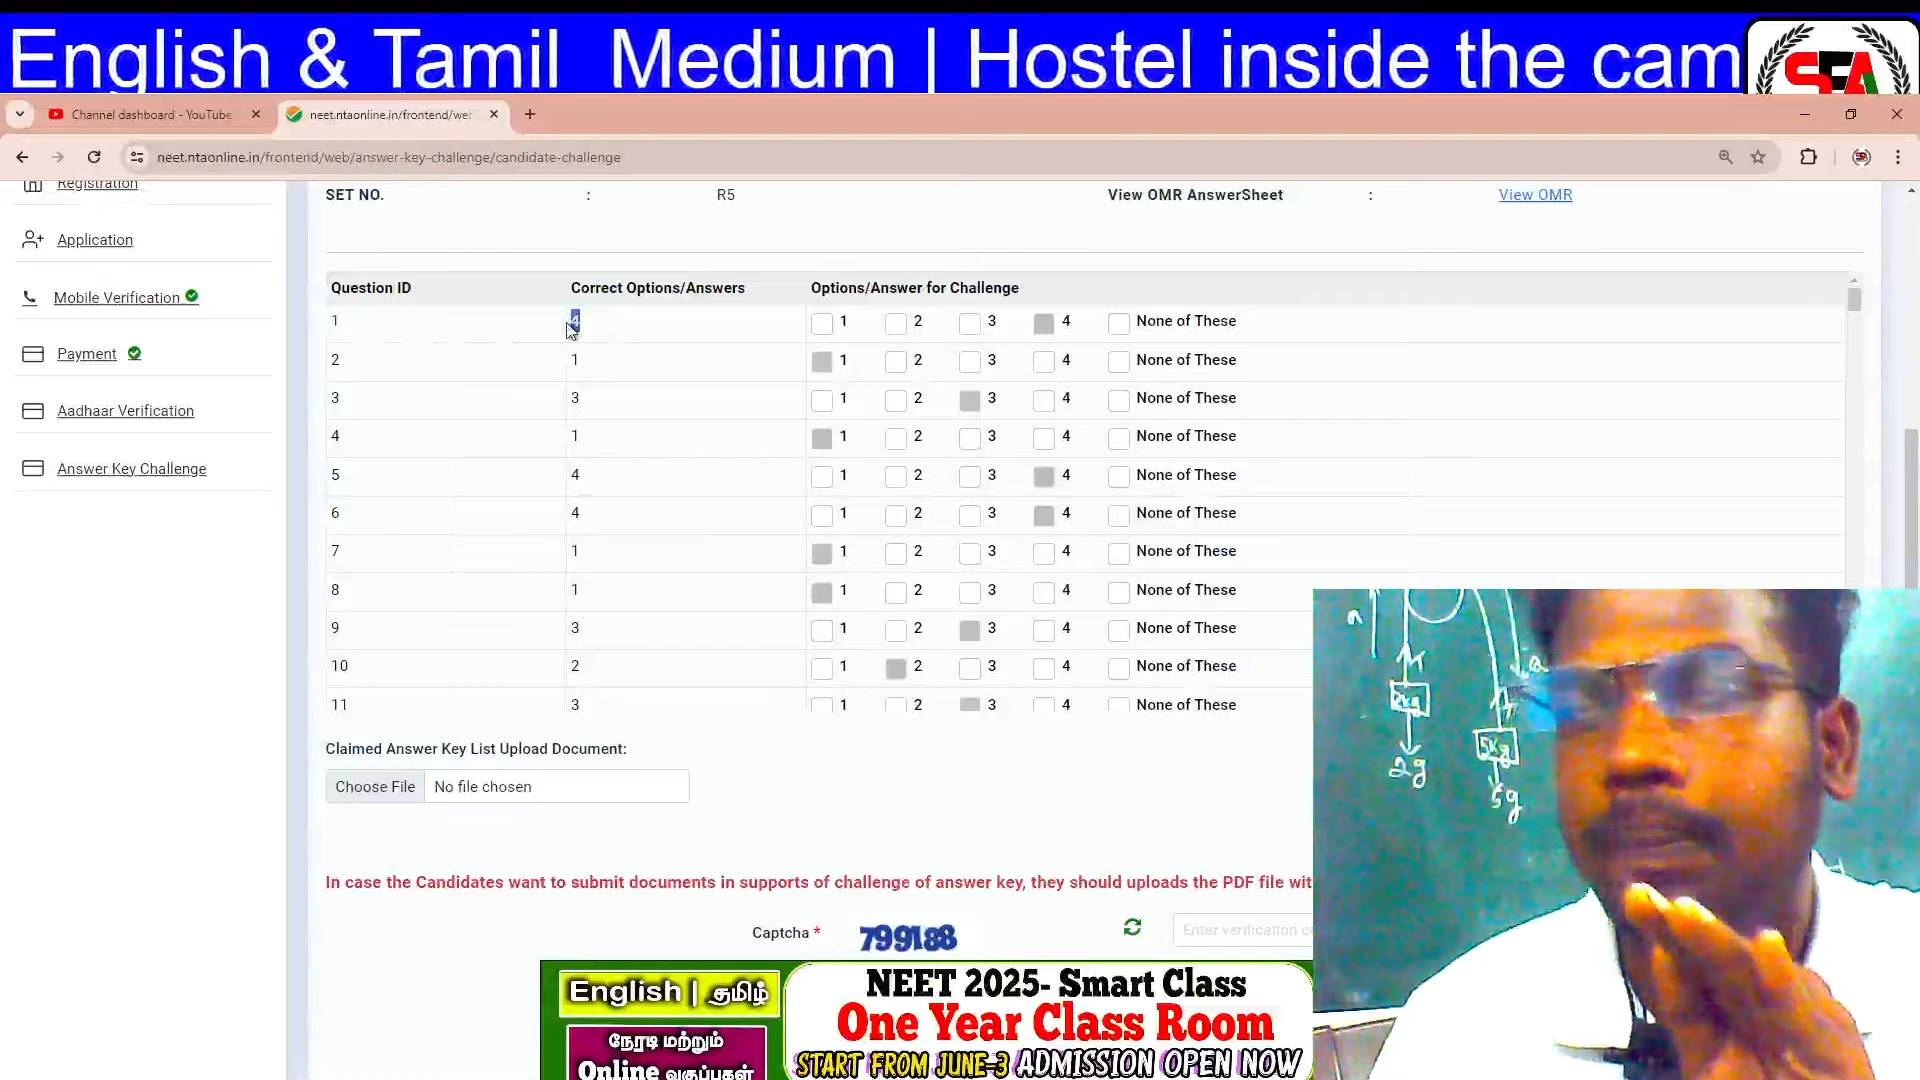 English & Tamil Medium | Hostel inside the cam
SFA
Channel dashboard - YouTube
neet.ntaonline.in/frontend/web
neet.ntaonline.in/frontend/web/answer-key-challenge/candidate-challenge
Registration
Application
Mobile Verification
Payment
Aadhaar Verification
Answer Key Challenge
SET NO. : R5 View OMR AnswerSheet : View OMR
Question ID Correct Options/Answers Options/Answer for Challenge
1 4 1 2 3 4 None of These
2 1 1 2 3 4 None of These
3 3 1 2 3 4 None of These
4 1 1 2 3 4 None of These
5 4 1 2 3 4 None of These
6 4 1 2 3 4 None of These
7 1 1 2 3 4 None of These
8 1 1 2 3 4 None of These
9 3 1 2 3 4 None of These
10 2 1 2 3 4 None of These
11 3 1 2 3 4 None of These
Claimed Answer Key List Upload Document:
Choose File No file chosen
In case the Candidates want to submit documents in supports of challenge of answer key, they should uploads the PDF file wit
Captcha * 799188 Enter verification co
English | தமிழ்
நேரடி மற்றும்
Online வகுப்புகள்
NEET 2025- Smart Class
One Year Class Room
START FROM JUNE-3 ADMISSION OPEN NOW
a
a
2kg
5kg
2g
5g